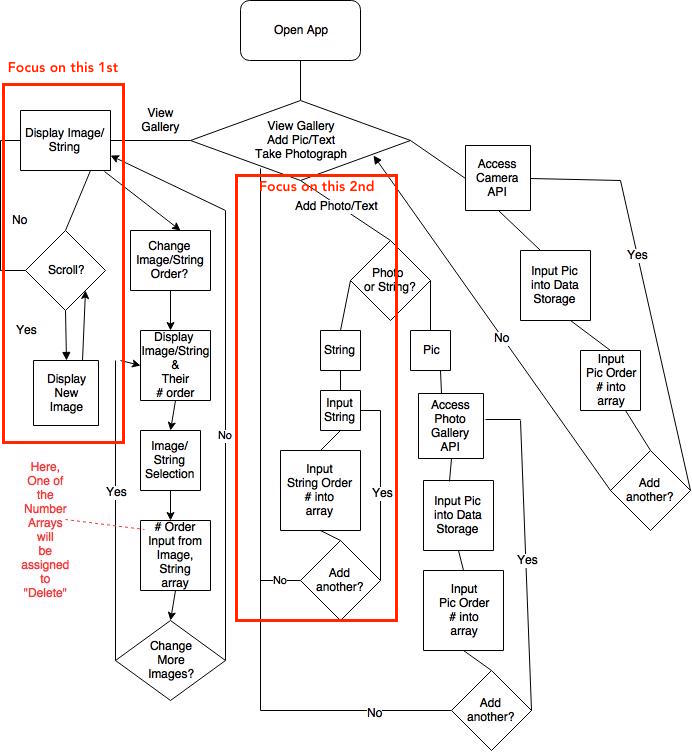 Open App
Focus on this 1st
View
Gallery
Display Image/
String
View Gallery
Add Pic/Text
Take Photograph
Access
Camera
API
Focus on this 2nd
Add Photo/Text
No
Scroll?
Yes
Display
New
Image
Change
Image/String
Order?
Display
Image/String
&
Their
# order
Image/
String
Selection
# Order
Input from
Image,
String
array
Change
More
Images?
Yes
No
Here,
One of
the
Number
Arrays
will
be
assigned
to
"Delete"
Photo
or String?
String
Pic
Input
String
Input
String Order
# into
array
Yes
Add
another?
No
Access
Photo
Gallery
API
Input Pic
into Data
Storage
Input
Pic Order
# into
array
Yes
Add
another?
No
Input Pic
into Data
Storage
Input
Pic Order
# into
array
Yes
No
Add
another?